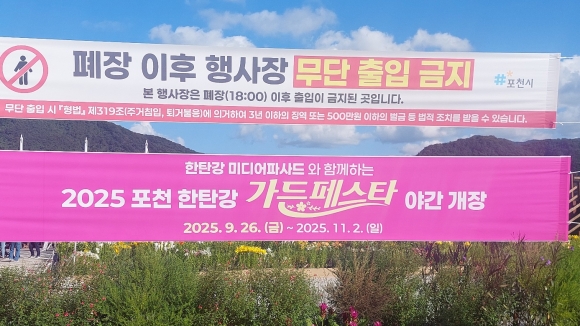 폐장 이후 행사장 무단 출입 금지
#포천시
본 행사장은 폐장(18:00) 이후 출입이 금지된 곳입니다.
무단 출입 시 『형법』 제319조(주거침입, 퇴거불응)에 의거하여 3년 이하의 징역 또는 500만원 이하의 벌금 등 법적 조치를 받을 수 있습니다.
한탄강 미디어파사드 와 함께하는
2025 포천 한탄강 가든페스타 야간 개장
2025. 9. 26. (금) ~ 2025. 11. 2. (일)